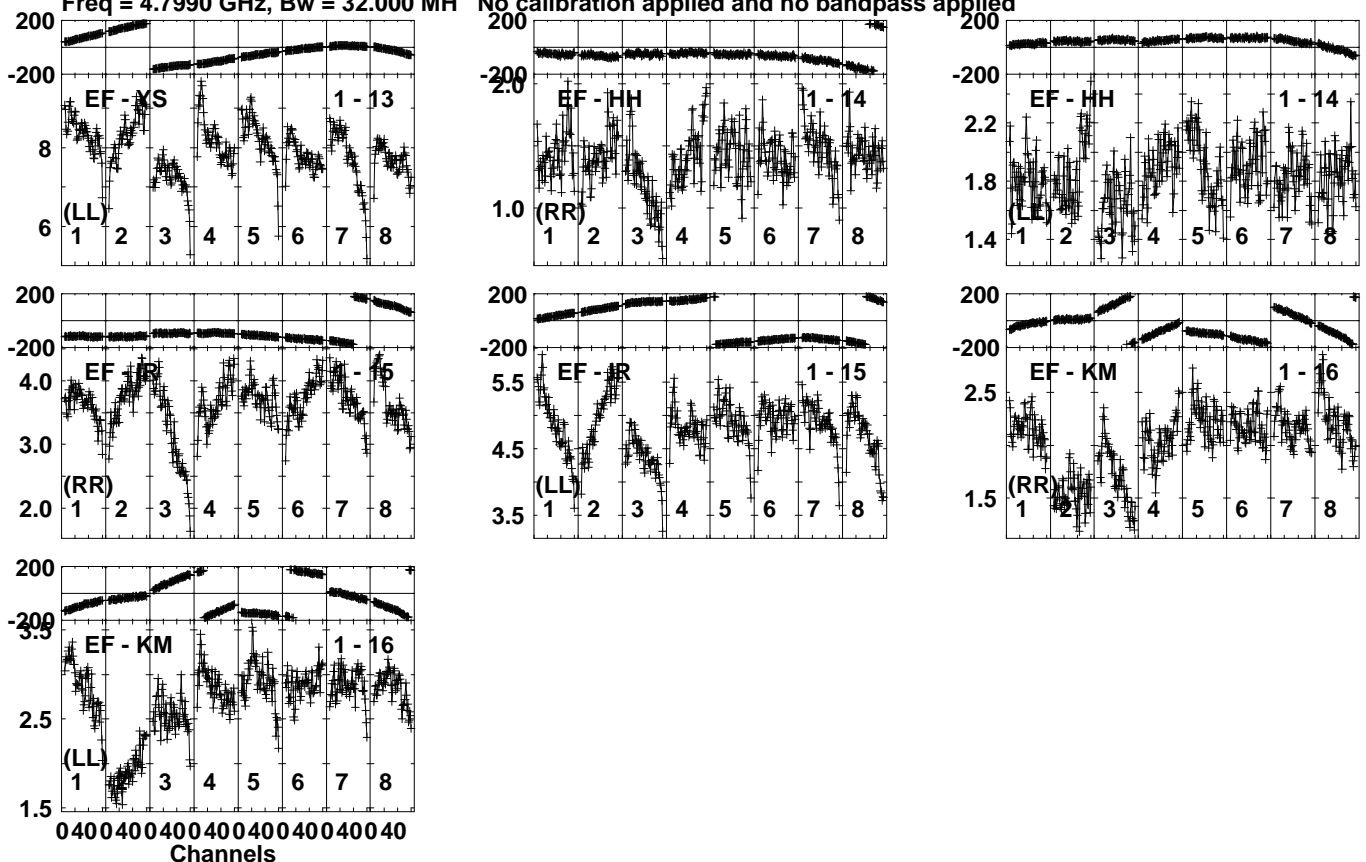 Freq = 4.7990 GHz, Bw = 32.000 MH No calibration applied and no bandpass applied
200
-200
EF - YS 1 - 13
8
6
(LL)
1 2 3 4 5 6 7 8
200
-200
2.0
EF - HH 1 - 14
1.0
(RR)
1 2 3 4 5 6 7 8
200
-200
EF - HH 1 - 14
2.2
1.8
1.4
(LL)
1 2 3 4 5 6 7 8
200
-200
EF - IR 1 - 15
4.0
3.0
2.0
(RR)
1 2 3 4 5 6 7 8
200
-200
EF - IR 1 - 15
5.5
4.5
3.5
(LL)
1 2 3 4 5 6 7 8
200
-200
EF - KM 1 - 16
2.5
1.5
(RR)
1 2 3 4 5 6 7 8
200
-200
3.5
EF - KM 1 - 16
2.5
1.5
(LL)
1 2 3 4 5 6 7 8
0 40 0 40 0 40 0 40 0 40 0 40 0 40 0 40
Channels